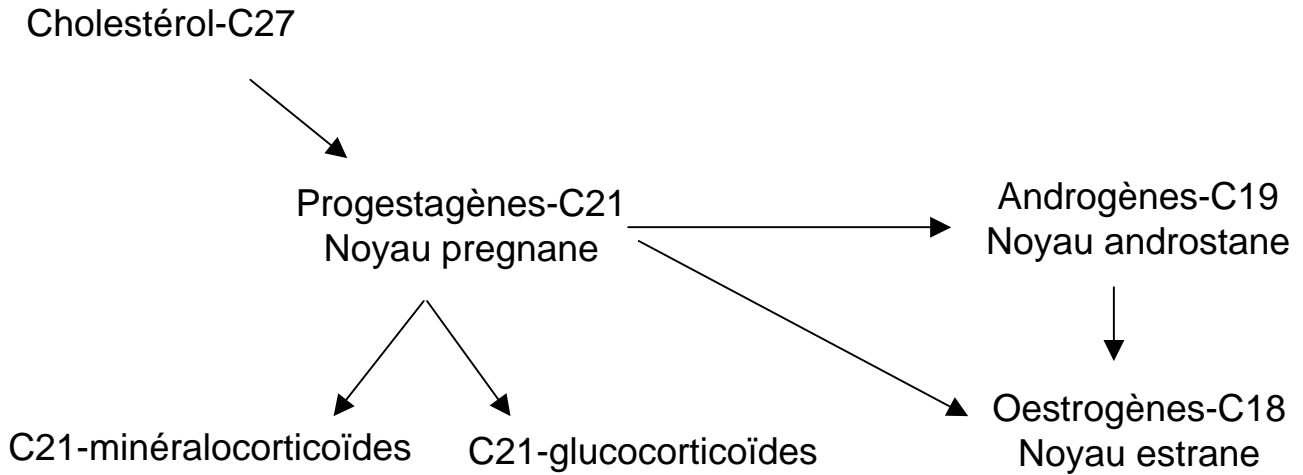 Cholestérol-C27
Progestagènes-C21
Noyau pregnane
Androgènes-C19
Noyau androstane
C21-minéralocorticoïdes
C21-glucocorticoïdes
Oestrogènes-C18
Noyau estrane